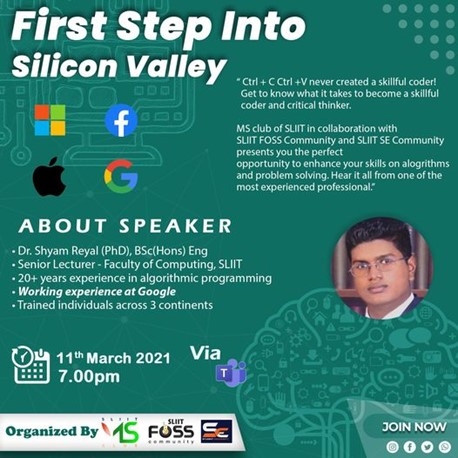 First Step Into
Silicon Valley
“ Ctrl + C Ctrl +V never created a skillful coder!
Get to know what it takes to become a skillful
coder and critical thinker.
MS club of SLIIT in collaboration with
SLIIT FOSS Community and SLIIT SE Community
presents you the perfect
opportunity to enhance your skills on alogrithms
and problem solving. Hear it all from one of the
most experienced professional.”
ABOUT SPEAKER
• Dr. Shyam Reyal (PhD), BSc(Hons) Eng
• Senior Lecturer - Faculty of Computing, SLIIT
• 20+ years experience in algorithmic programming
• Working experience at Google
• Trained individuals across 3 continents
11th March 2021
7.00pm
Via
T
Organized By
SLIIT
MS
CLUB
SLIIT
FOSS
community
SE
JOIN NOW